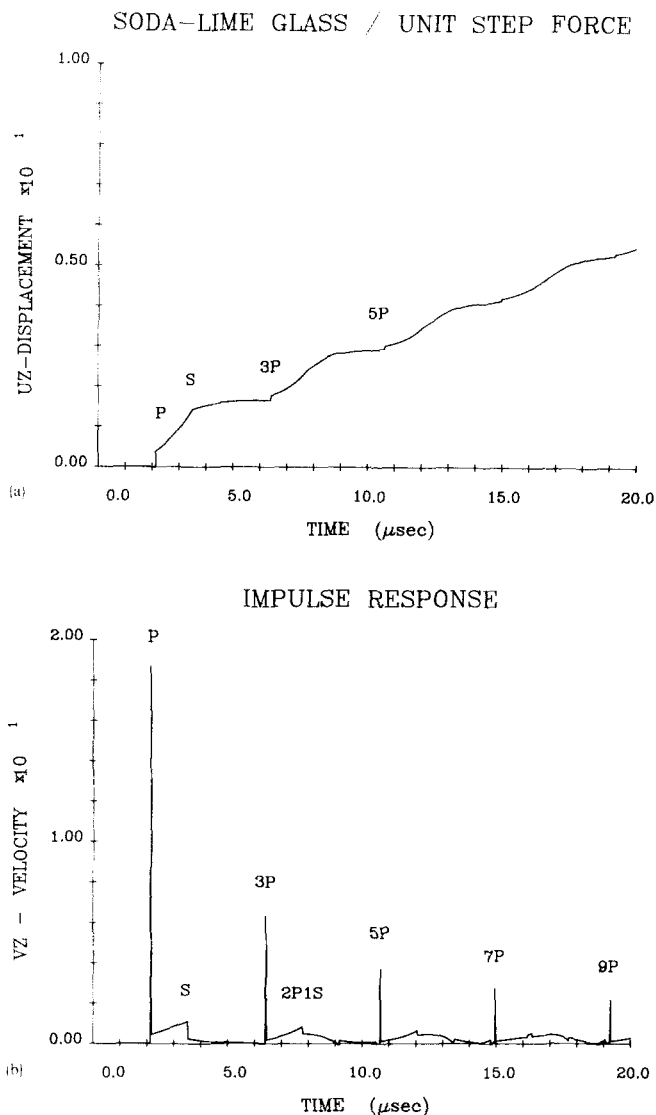 SODA-LIME GLASS / UNIT STEP FORCE
1.00
UZ-DISPLACEMENT x10 1
0.50
5P
3P
S
P
0.00
(a)
0.0 5.0 10.0 15.0 20.0
TIME (μsec)
IMPULSE RESPONSE
2.00
P
VZ - VELOCITY x10 1
1.00
3P
5P
7P
9P
S
2P1S
0.00
(b)
0.0 5.0 10.0 15.0 20.0
TIME (μsec)